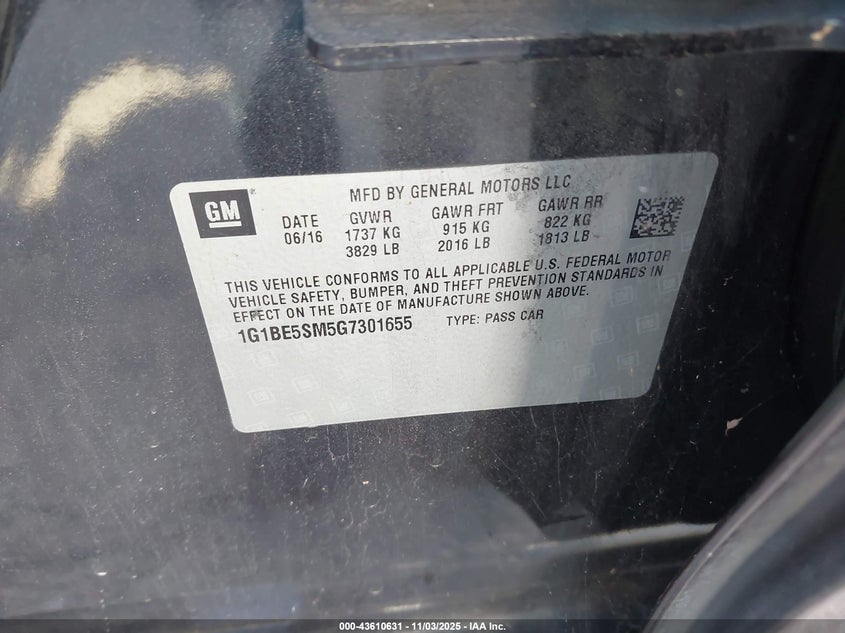 GM
MFD BY GENERAL MOTORS LLC
DATE GVWR GAWR FRT GAWR RR
06/16 1737 KG 915 KG 822 KG
3829 LB 2016 LB 1813 LB
THIS VEHICLE CONFORMS TO ALL APPLICABLE U.S. FEDERAL MOTOR
VEHICLE SAFETY, BUMPER, AND THEFT PREVENTION STANDARDS IN
EFFECT ON THE DATE OF MANUFACTURE SHOWN ABOVE.
1G1BE5SM5G7301655 TYPE: PASS CAR
000-43610631 - 11/03/2025 - IAA Inc.